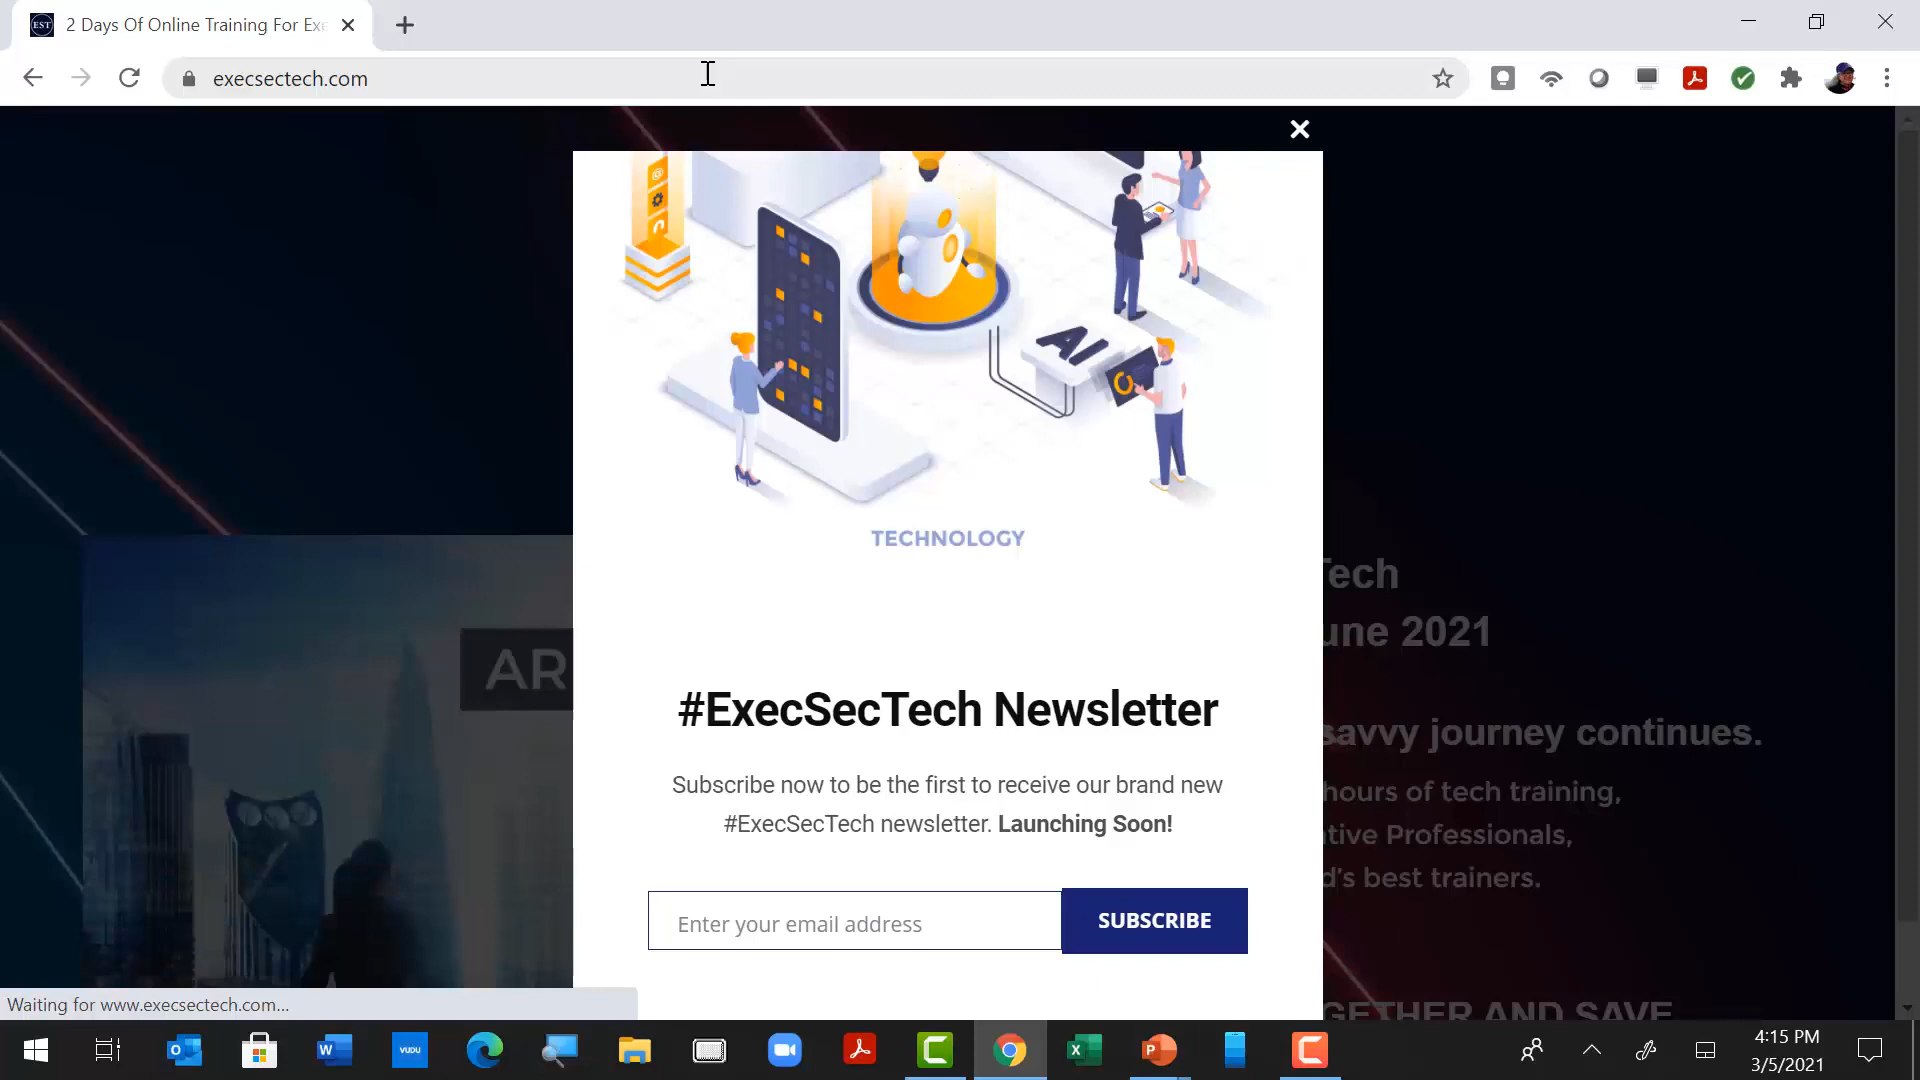 EST
2 Days Of Online Training For Exe
execsectech.com
AI
TECHNOLOGY
#ExecSecTech Newsletter
Subscribe now to be the first to receive our brand new
#ExecSecTech newsletter. Launching Soon!
Enter your email address
SUBSCRIBE
AR
Tech
une 2021
savvy journey continues.
hours of tech training,
tive Professionals,
d's best trainers.
GETHER AND SAVE
Waiting for www.execsectech.com...
VUDU
4:15 PM
3/5/2021